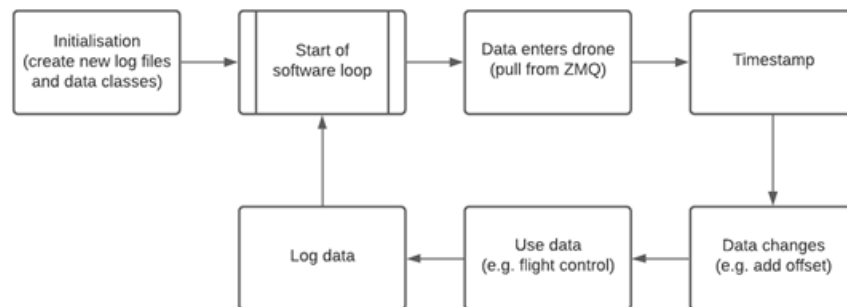 Initialisation
(create new log files
and data classes)
Start of
software loop
Data enters drone
(pull from ZMQ)
Timestamp
Data changes
(e.g. add offset)
Use data
(e.g. flight control)
Log data